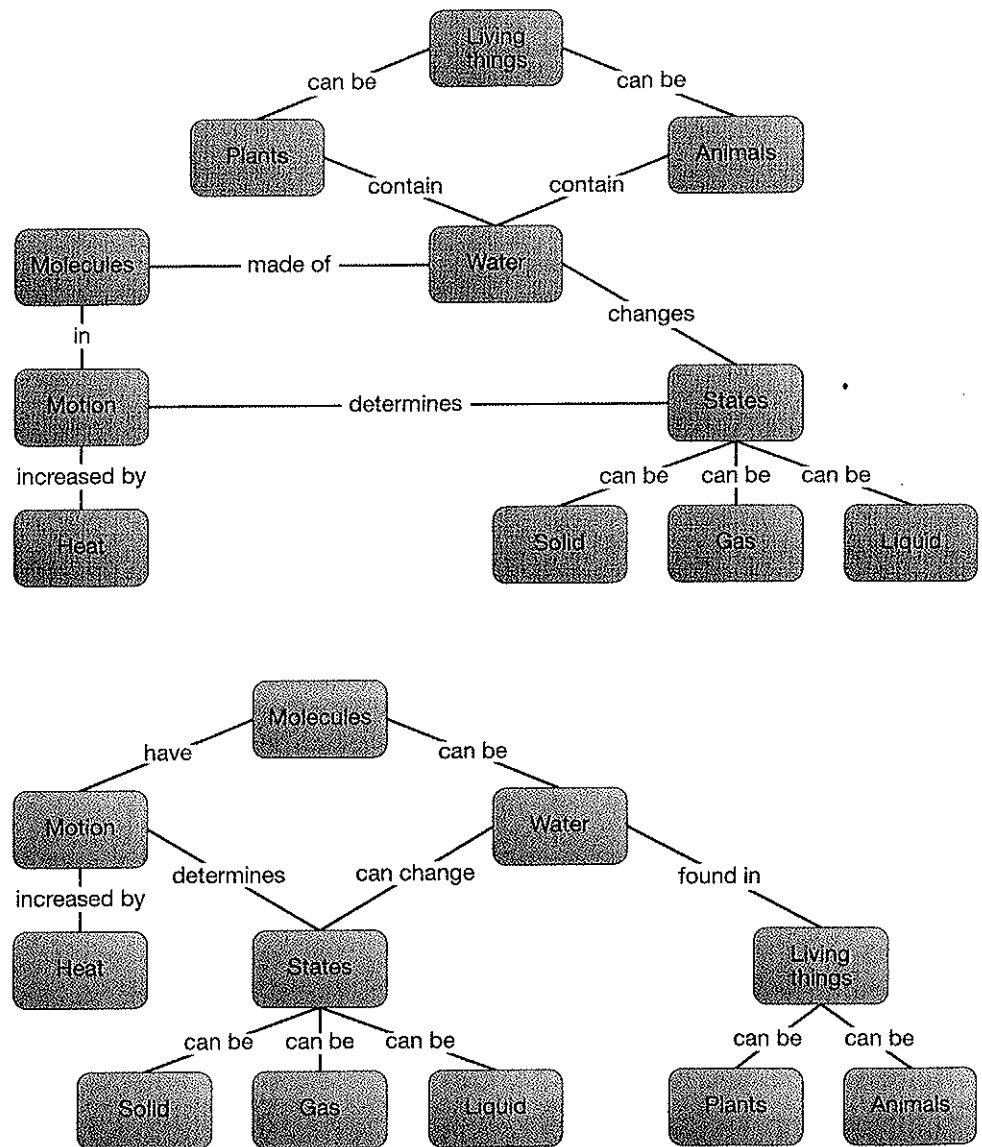 Living
things
can be can be
Plants Animals
contain contain
Molecules made of Water
changes
in
Motion determines States
increased by can be can be can be
Heat Solid Gas Liquid
Molecules
have can be
Motion Water
determines can change found in
increased by
Heat States Living
things
can be can be can be can be can be
Solid Gas Liquid Plants Animals